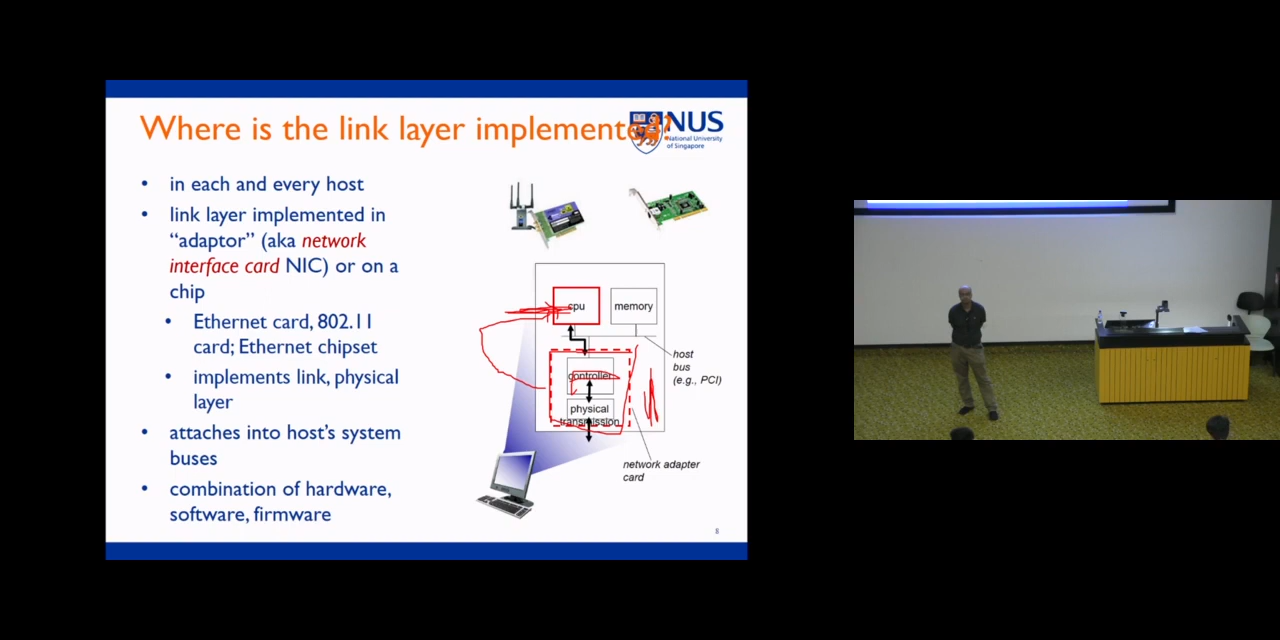 Where is the link layer implemented?
NUS
National University
of Singapore
• in each and every host
• link layer implemented in
“adaptor” (aka network
interface card NIC) or on a
chip
• Ethernet card, 802.11
card; Ethernet chipset
• implements link, physical
layer
• attaches into host’s system
buses
• combination of hardware,
software, firmware
cpu
memory
host
bus
(e.g., PCI)
controller
physical
transmission
network adapter
card
8